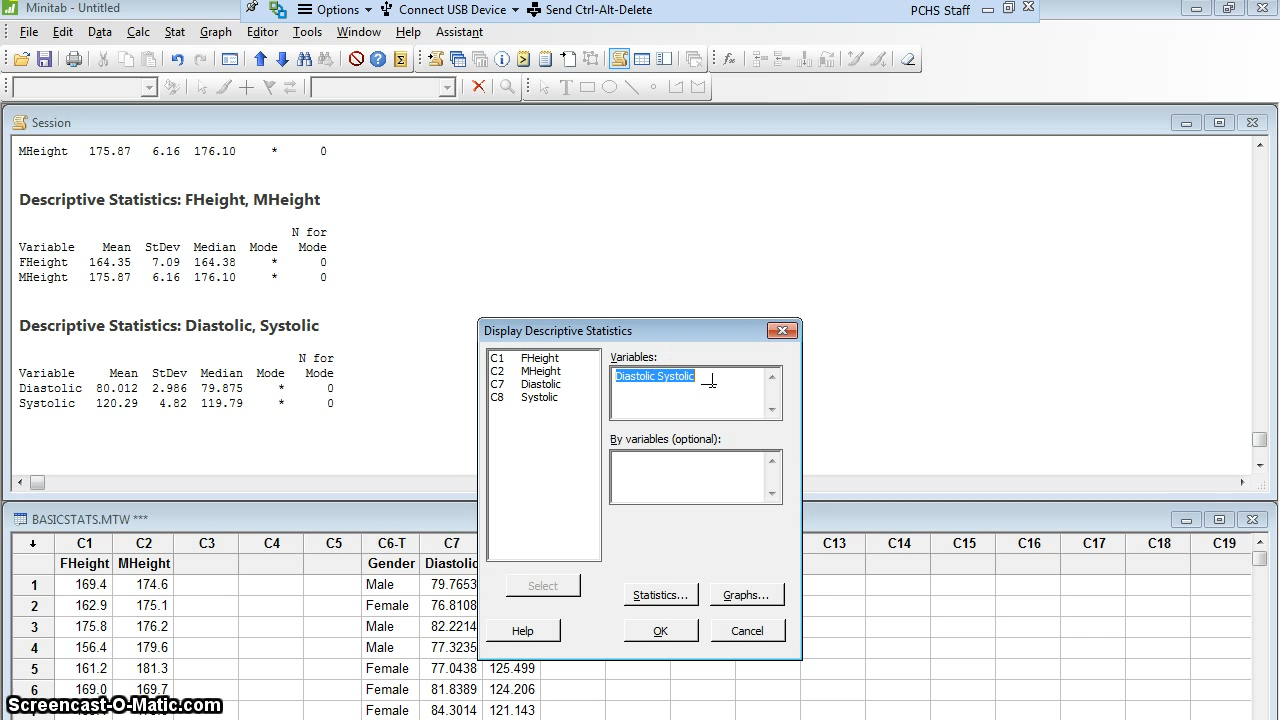 Minitab - Untitled
Options Connect USB Device Send Ctrl-Alt-Delete PCHS Staff
File Edit Data Calc Stat Graph Editor Tools Window Help Assistant
Session
MHeight 175.87 6.16 176.10 * 0
Descriptive Statistics: FHeight, MHeight
N for
Variable Mean StDev Median Mode Mode
FHeight 164.35 7.09 164.38 * 0
MHeight 175.87 6.16 176.10 * 0
Descriptive Statistics: Diastolic, Systolic
N for
Variable Mean StDev Median Mode Mode
Diastolic 80.012 2.986 79.875 * 0
Systolic 120.29 4.82 119.79 * 0
Display Descriptive Statistics
C1 FHeight
C2 MHeight
C7 Diastolic
C8 Systolic
Variables:
Diastolic Systolic
By variables (optional):
Select
Statistics... Graphs...
Help OK Cancel
BASICSTATS.MTW ***
C1 C2 C3 C4 C5 C6-T C7 C13 C14 C15 C16 C17 C18 C19
FHeight MHeight Gender Diastolic
1 169.4 174.6 Male 79.7653
2 162.9 175.1 Female 76.8108
3 175.8 176.2 Male 82.2214
4 156.4 179.6 Male 77.3235
5 161.2 181.3 Female 77.0438 125.499
6 169.0 169.7 Female 81.8389 124.206
Female 84.3014 121.143
Screencast-O-Matic.com